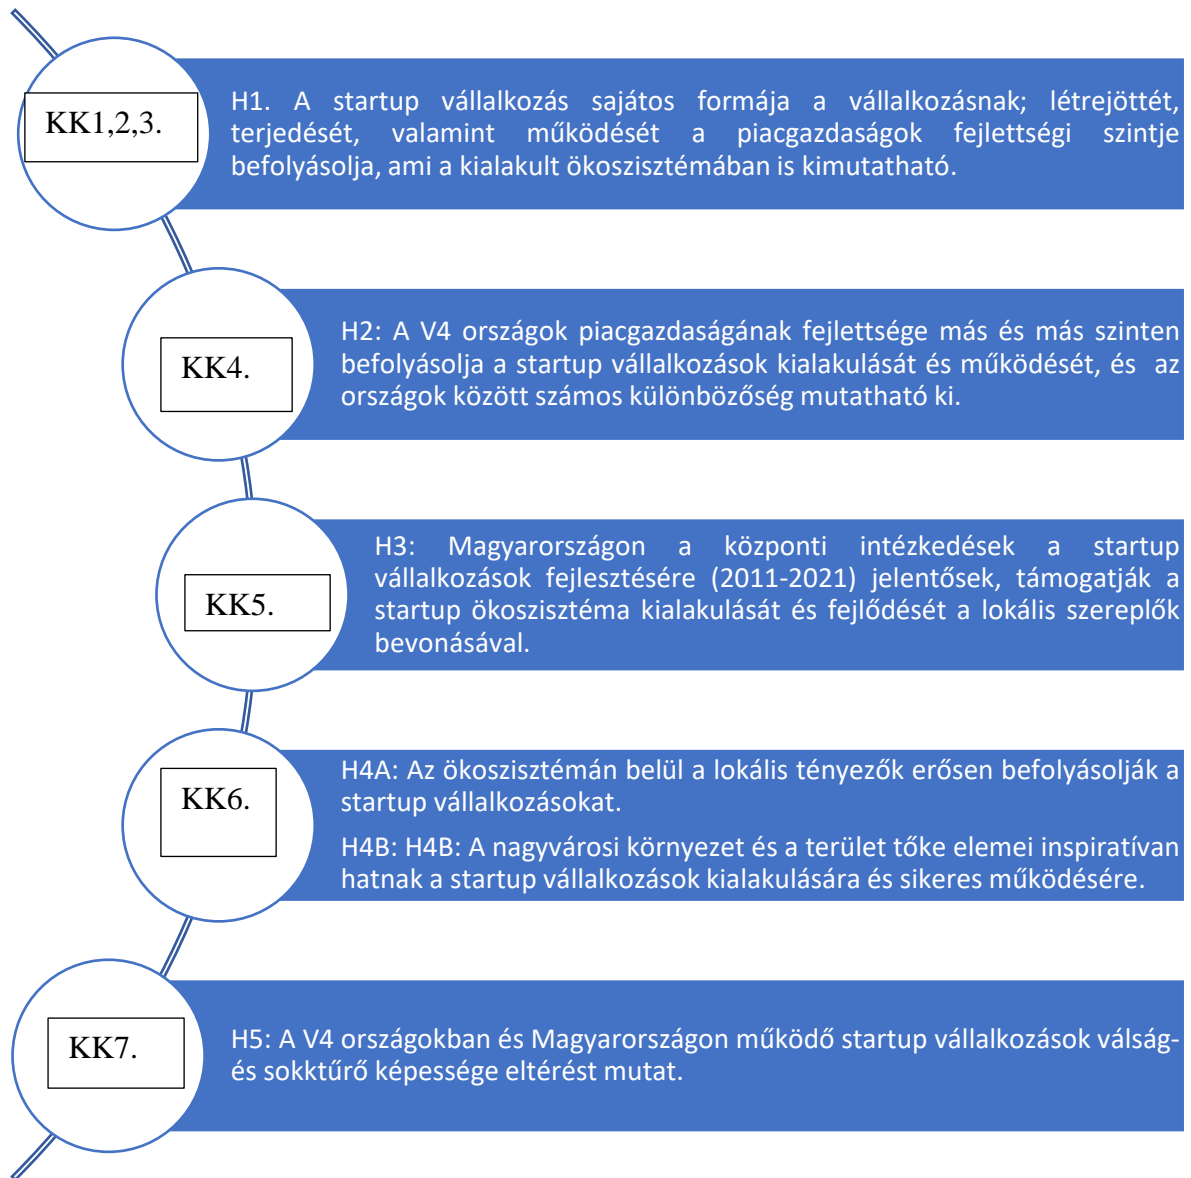 KK1,2,3.
H1. A startup vállalkozás sajátos formája a vállalkozásnak; létrejöttét,
terjedését, valamint működését a piacgazdaságok fejlettségi szintje
befolyásolja, ami a kialakult ökoszisztémában is kimutatható.
KK4.
H2: A V4 országok piacgazdaságának fejlettsége más és más szinten
befolyásolja a startup vállalkozások kialakulását és működését, és az
országok között számos különbözőség mutatható ki.
KK5.
H3: Magyarországon a központi intézkedések a startup
vállalkozások fejlesztésére (2011-2021) jelentősek, támogatják a
startup ökoszisztéma kialakulását és fejlődését a lokális szereplők
bevonásával.
KK6.
H4A: Az ökoszisztémán belül a lokális tényezők erősen befolyásolják a
startup vállalkozásokat.
H4B: H4B: A nagyvárosi környezet és a terület tőke elemei inspiratívan
hatnak a startup vállalkozások kialakulására és sikeres működésére.
KK7.
H5: A V4 országokban és Magyarországon működő startup vállalkozások válság-
és sokktűrő képessége eltérést mutat.